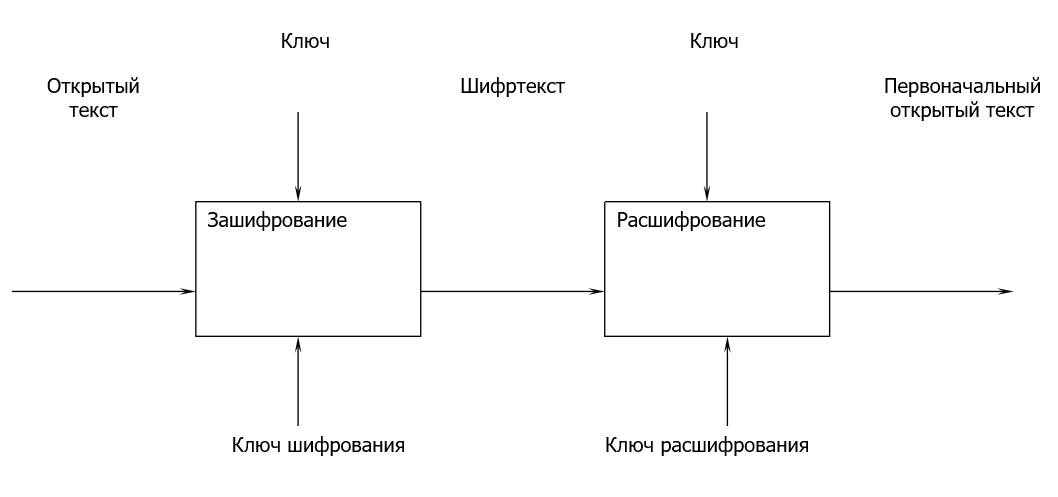 Ключ
Ключ
Открытый
текст
Шифртекст
Первоначальный
открытый текст
Зашифрование
Расшифрование
Ключ шифрования
Ключ расшифрования